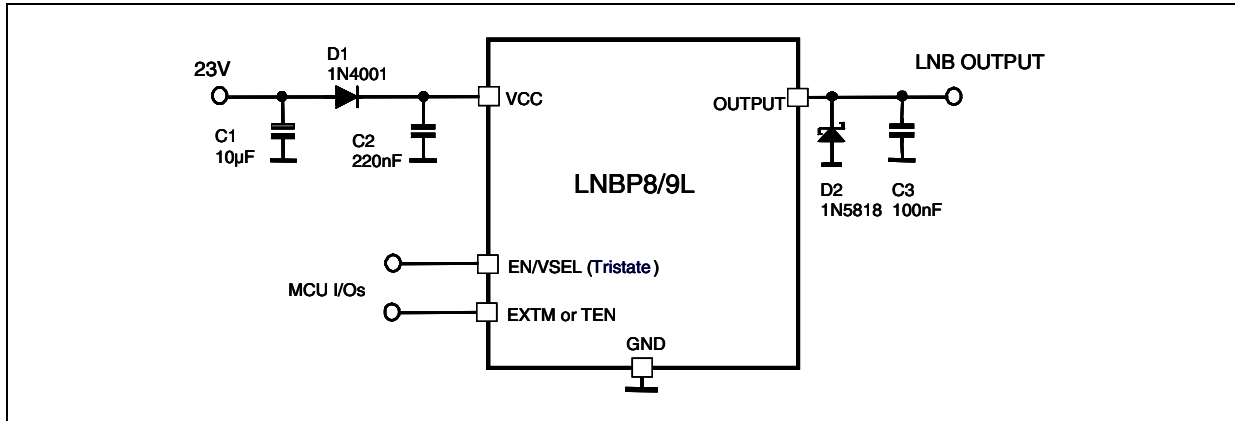 23V
D1
1N4001
C1
10µF
C2
220nF
VCC
OUTPUT
LNB OUTPUT
LNBP8/9L
D2
1N5818
C3
100nF
MCU I/Os
EN/VSEL (Tristate)
EXTM or TEN
GND